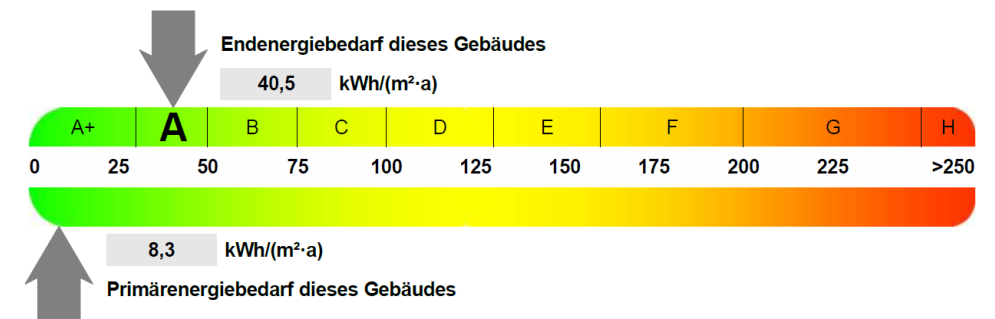 Endenergiebedarf dieses Gebäudes
40,5 kWh/(m²·a)
A+ A B C D E F G H
0 25 50 75 100 125 150 175 200 225 >250
8,3 kWh/(m²·a)
Primärenergiebedarf dieses Gebäudes